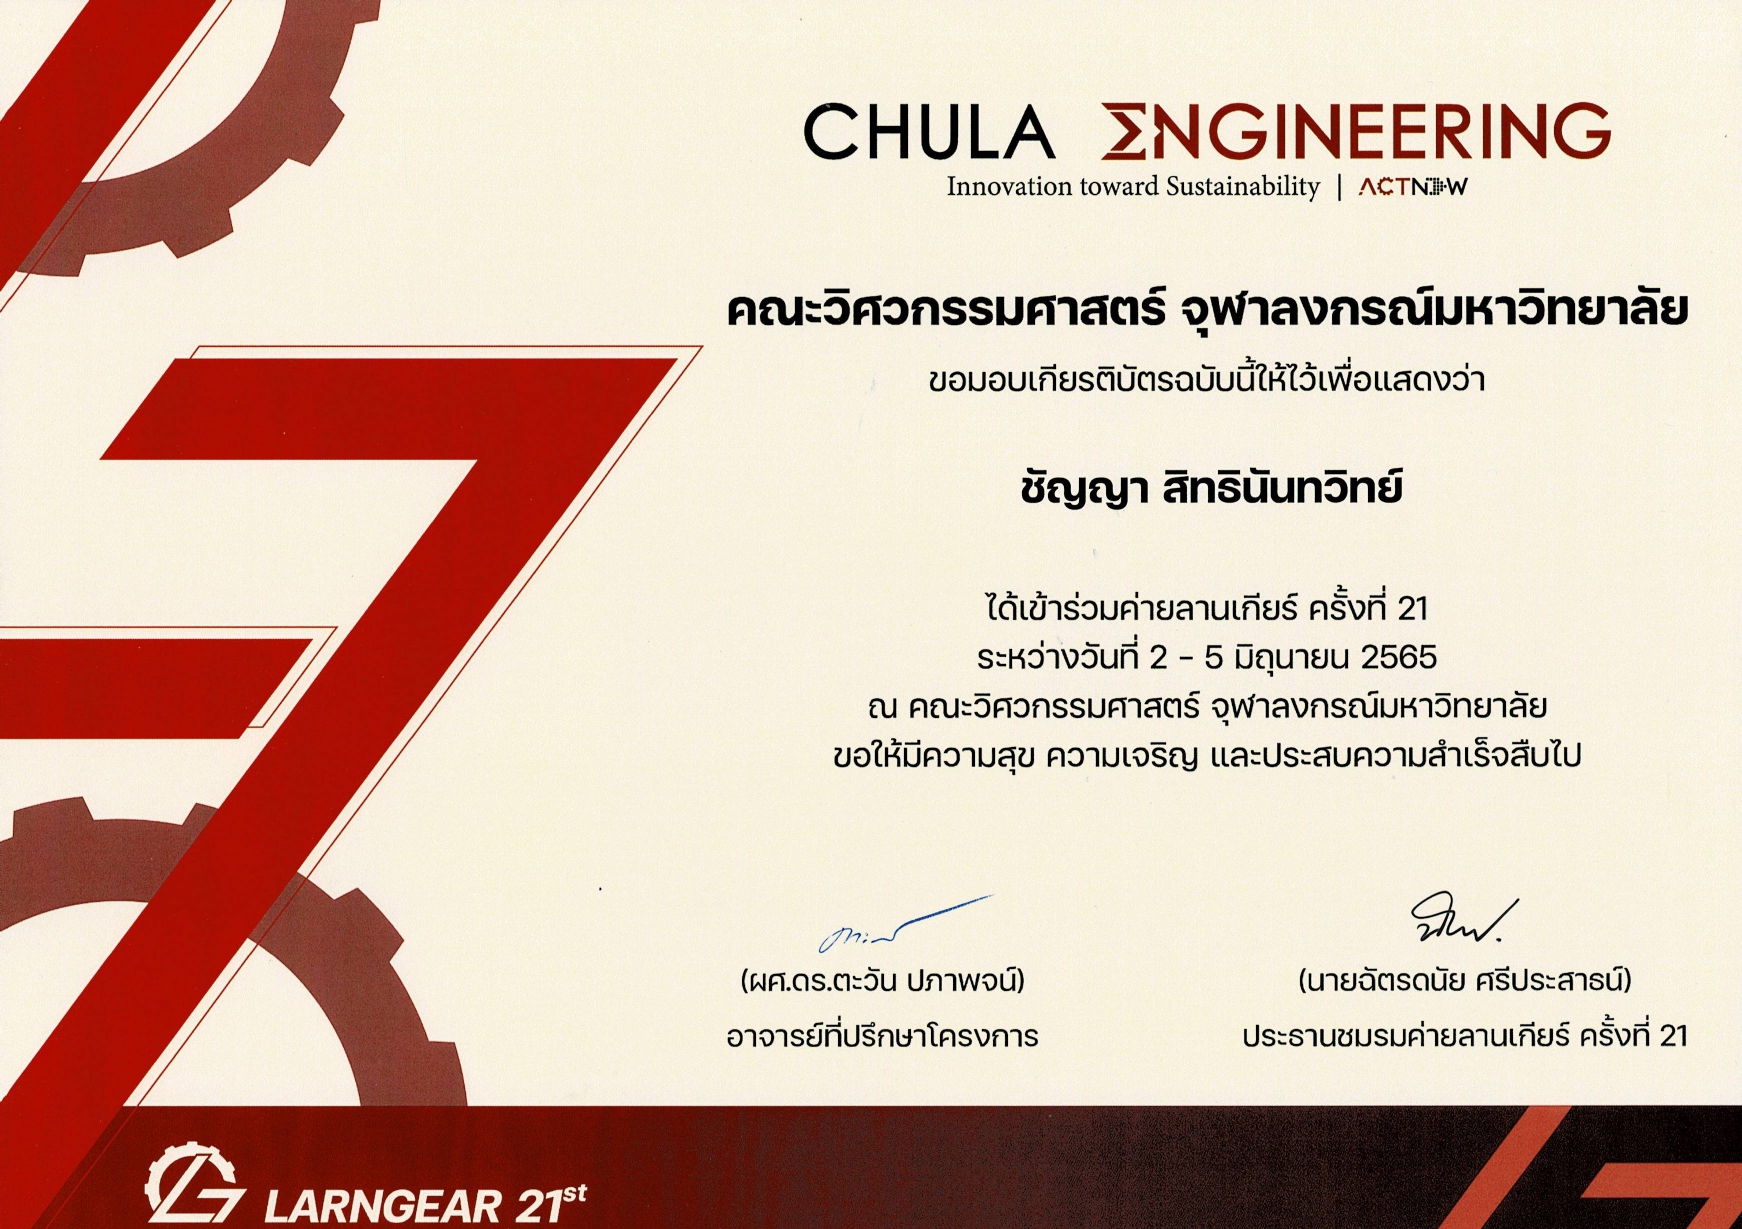 CHULA ENGINEERING
Innovation toward Sustainability | ACTNOW
คณะวิศวกรรมศาสตร์ จุฬาลงกรณ์มหาวิทยาลัย
ขอมอบเกียรติบัตรฉบับนี้ให้ไว้เพื่อแสดงว่า
ชัญญา สิทธินันทวิทย์
ได้เข้าร่วมค่ายลานเกียร์ ครั้งที่ 21
ระหว่างวันที่ 2 - 5 มิถุนายน 2565
ณ คณะวิศวกรรมศาสตร์ จุฬาลงกรณ์มหาวิทยาลัย
ขอให้มีความสุข ความเจริญ และประสบความสำเร็จสืบไป
(ผศ.ดร.ตะวัน ปภาพจน์)
(นายฉัตรดนัย ศรีประสาธน์)
อาจารย์ที่ปรึกษาโครงการ
ประธานชมรมค่ายลานเกียร์ ครั้งที่ 21
LARNGEAR 21st